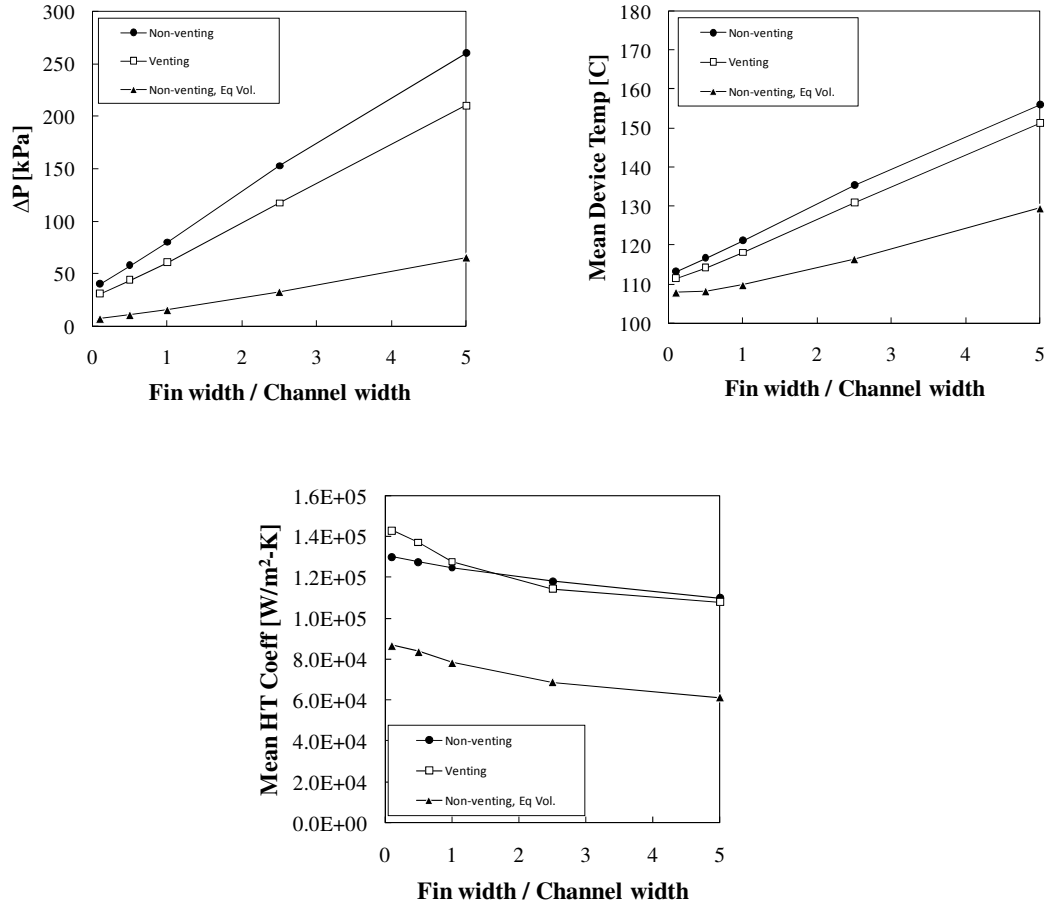 300
250
200
150
100
50
0
ΔP [kPa]
Non-venting
Venting
Non-venting, Eq Vol.
0 1 2 3 4 5
Fin width / Channel width
180
170
160
150
140
130
120
110
100
Mean Device Temp [C]
Non-venting
Venting
Non-venting, Eq Vol.
0 1 2 3 4 5
Fin width / Channel width
1.6E+05
1.4E+05
1.2E+05
1.0E+05
8.0E+04
6.0E+04
4.0E+04
2.0E+04
0.0E+00
Mean HT Coeff [W/m²-K]
Non-venting
Venting
Non-venting, Eq Vol.
0 1 2 3 4 5
Fin width / Channel width